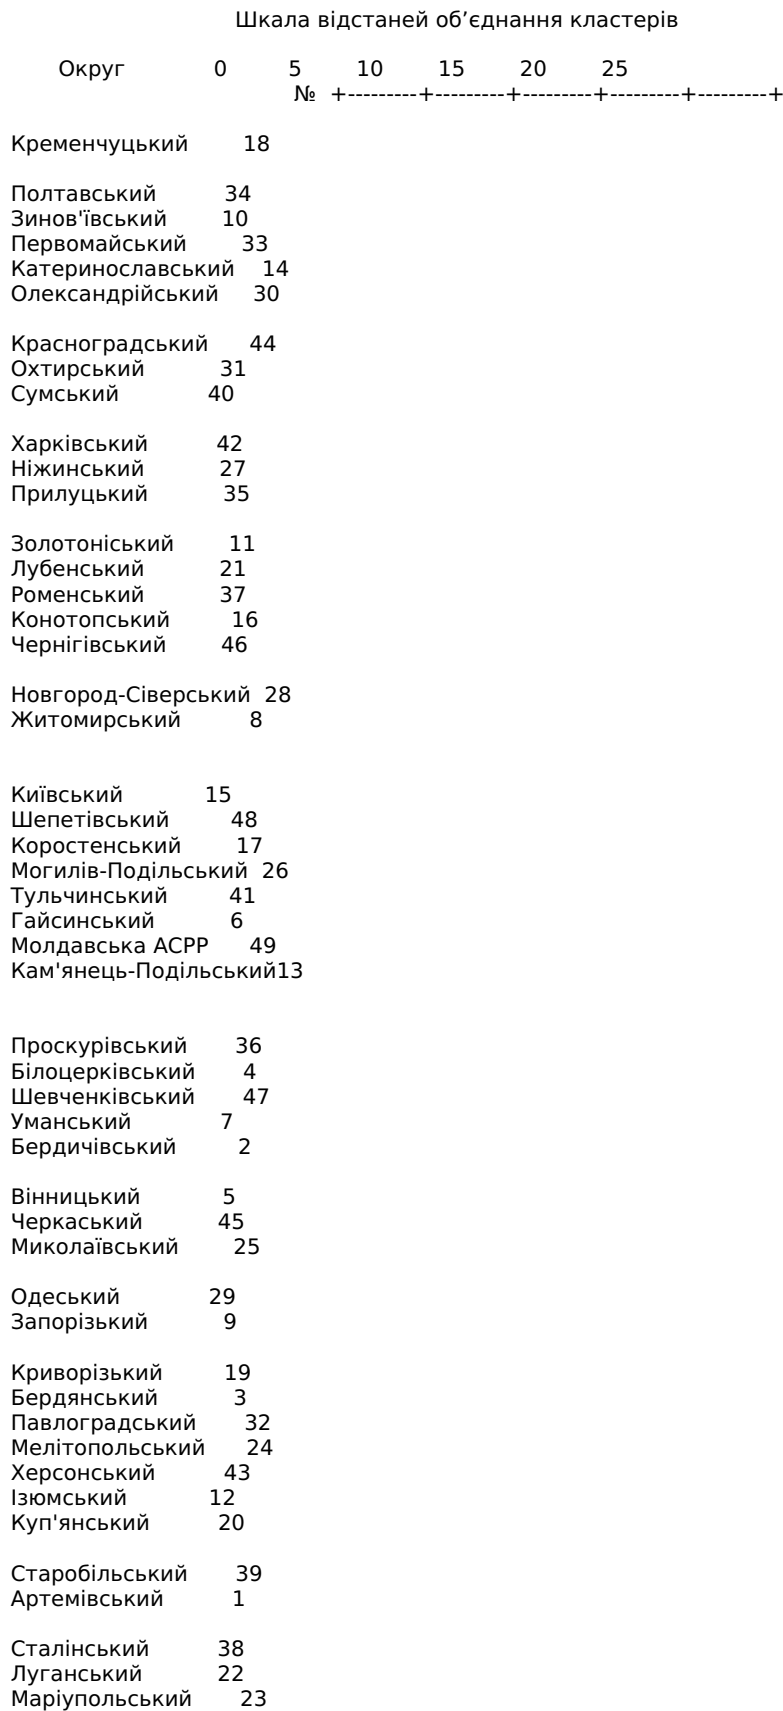 Шкала відстаней об’єднання кластерів
Округ 0 5 10 15 20 25
№ +---------+---------+---------+---------+---------+
Кременчуцький 18
Полтавський 34
Зинов'ївський 10
Первомайський 33
Катеринославський 14
Олександрійський 30
Красноградський 44
Охтирський 31
Сумський 40
Харківський 42
Ніжинський 27
Прилуцький 35
Золотоніський 11
Лубенський 21
Роменський 37
Конотопський 16
Чернігівський 46
Новгород-Сіверський 28
Житомирський 8
Київський 15
Шепетівський 48
Коростенський 17
Могилів-Подільський 26
Тульчинський 41
Гайсинський 6
Молдавська АСРР 49
Кам'янець-Подільський13
Проскурівський 36
Білоцерківський 4
Шевченківський 47
Уманський 7
Бердичівський 2
Вінницький 5
Черкаський 45
Миколаївський 25
Одеський 29
Запорізький 9
Криворізький 19
Бердянський 3
Павлоградський 32
Мелітопольський 24
Херсонський 43
Ізюмський 12
Куп'янський 20
Старобільський 39
Артемівський 1
Сталінський 38
Луганський 22
Маріупольський 23